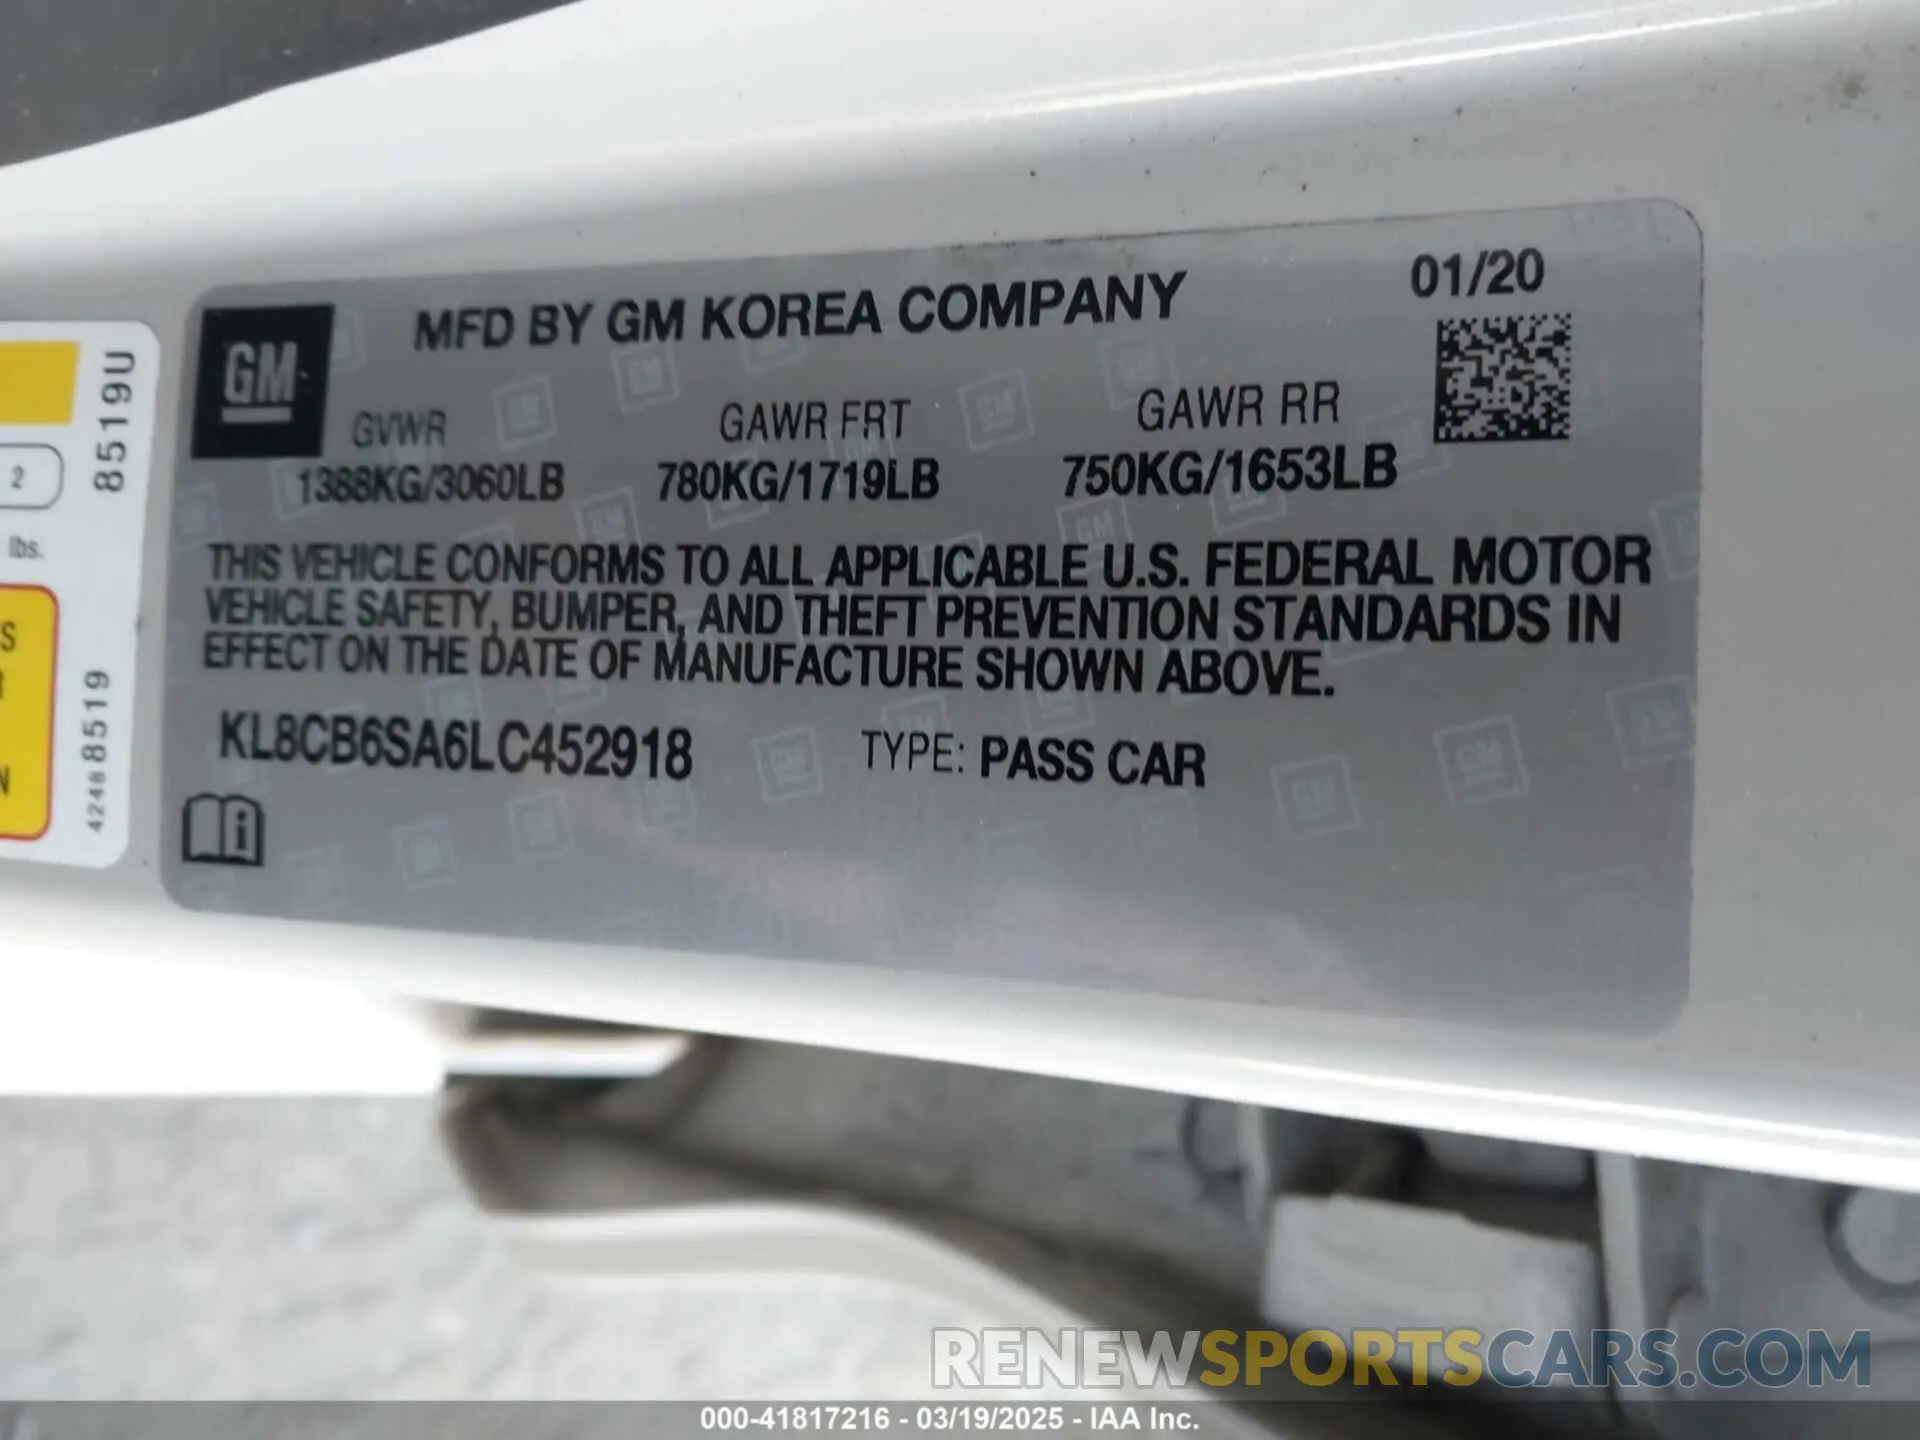 MFD BY GM KOREA COMPANY
01/20
GM
GVWR
GAWR FRT
GAWR RR
1388KG/3060LB
780KG/1719LB
750KG/1653LB
THIS VEHICLE CONFORMS TO ALL APPLICABLE U.S. FEDERAL MOTOR
VEHICLE SAFETY, BUMPER, AND THEFT PREVENTION STANDARDS IN
EFFECT ON THE DATE OF MANUFACTURE SHOWN ABOVE.
KL8CB6SA6LC452918
TYPE: PASS CAR
8519U
2
lbs.
42488519
RENEWSPORTSCARS.COM
000-41817216 - 03/19/2025 - IAA Inc.